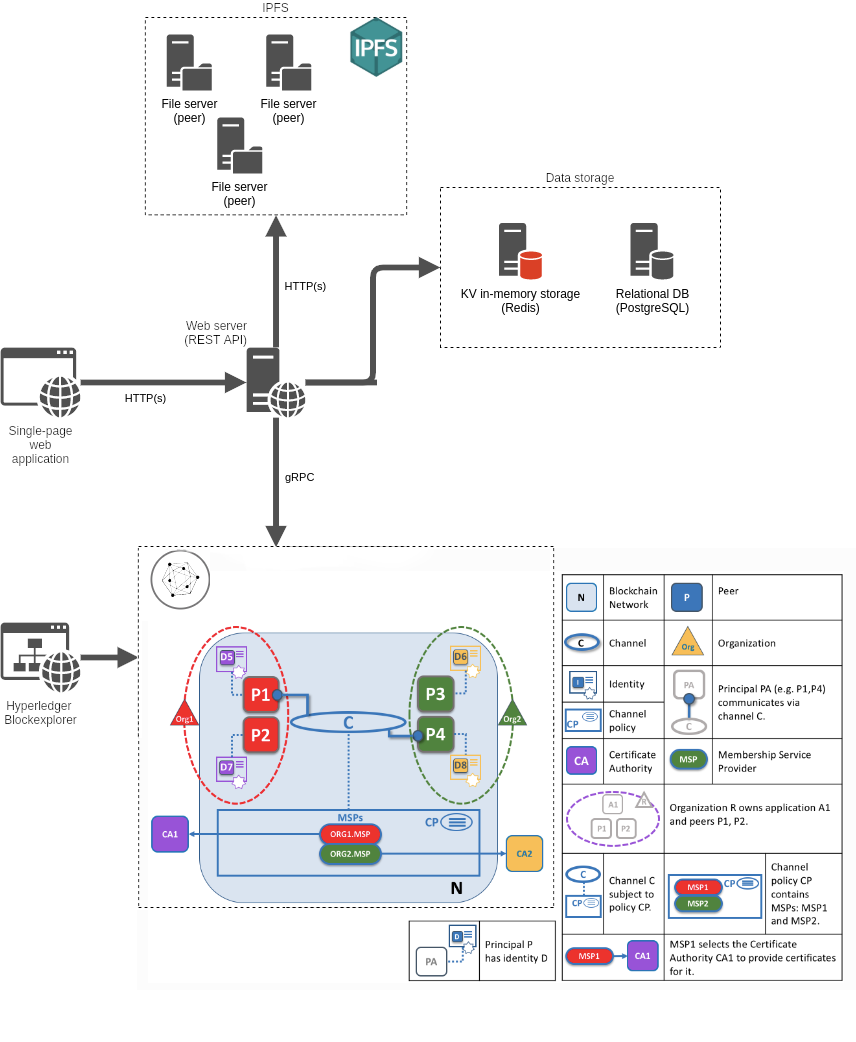 IPFS
IPFS
File server
(peer)
File server
(peer)
File server
(peer)
Data storage
KV in-memory storage
(Redis)
Relational DB
(PostgreSQL)
HTTP(s)
Web server
(REST API)
HTTP(s)
Single-page
web
application
gRPC
Hyperledger
Blockexplorer
D5
D6
P1
P3
Org1
C
Org2
P2
P4
D7
D8
MSPs
CP
CA1
ORG1.MSP
ORG2.MSP
CA2
N
PA
D
Principal P
has identity D
N
Blockchain
Network
P
Peer
C
Channel
Org
Organization
I
Identity
CP
Channel
policy
PA
C
Principal PA (e.g. P1,P4)
communicates via
channel C.
CA
Certificate
Authority
MSP
Membership Service
Provider
A1
R
P1
P2
Organization R owns application A1
and peers P1, P2.
C
CP
Channel C
subject to
policy CP.
MSP1
MSP2
CP
Channel
policy CP
contains
MSPs: MSP1
and MSP2.
MSP1
CA1
MSP1 selects the Certificate
Authority CA1 to provide certificates
for it.